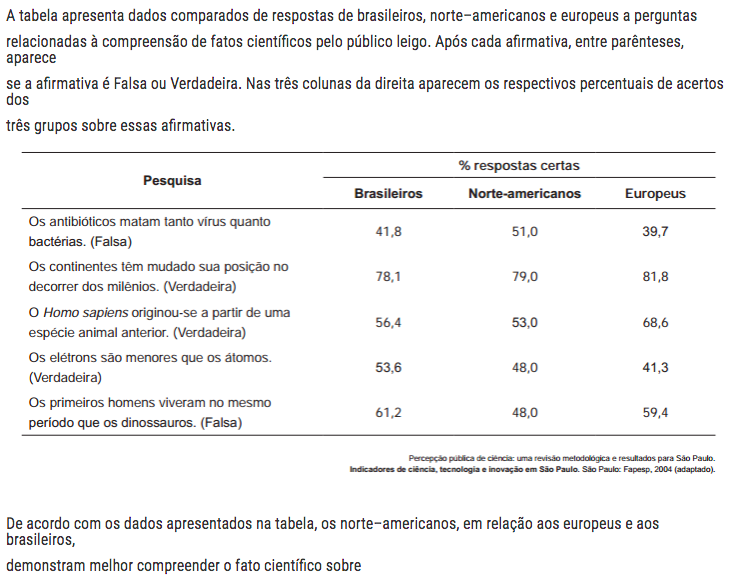 A tabela apresenta dados comparados de respostas de brasileiros, norte–americanos e europeus a perguntas
relacionadas à compreensão de fatos científicos pelo público leigo. Após cada afirmativa, entre parênteses,
aparece
se a afirmativa é Falsa ou Verdadeira. Nas três colunas da direita aparecem os respectivos percentuais de acertos
dos
três grupos sobre essas afirmativas.
Pesquisa
% respostas certas
Brasileiros Norte-americanos Europeus
Os antibióticos matam tanto vírus quanto
bactérias. (Falsa)
41,8 51,0 39,7
Os continentes têm mudado sua posição no
decorrer dos milênios. (Verdadeira)
78,1 79,0 81,8
O Homo sapiens originou-se a partir de uma
espécie animal anterior. (Verdadeira)
56,4 53,0 68,6
Os elétrons são menores que os átomos.
(Verdadeira)
53,6 48,0 41,3
Os primeiros homens viveram no mesmo
período que os dinossauros. (Falsa)
61,2 48,0 59,4
Percepção pública de ciência: uma revisão metodológica e resultados para São Paulo.
Indicadores de ciência, tecnologia e inovação em São Paulo. São Paulo: Fapesp, 2004 (adaptado).
De acordo com os dados apresentados na tabela, os norte–americanos, em relação aos europeus e aos
brasileiros,
demonstram melhor compreender o fato científico sobre